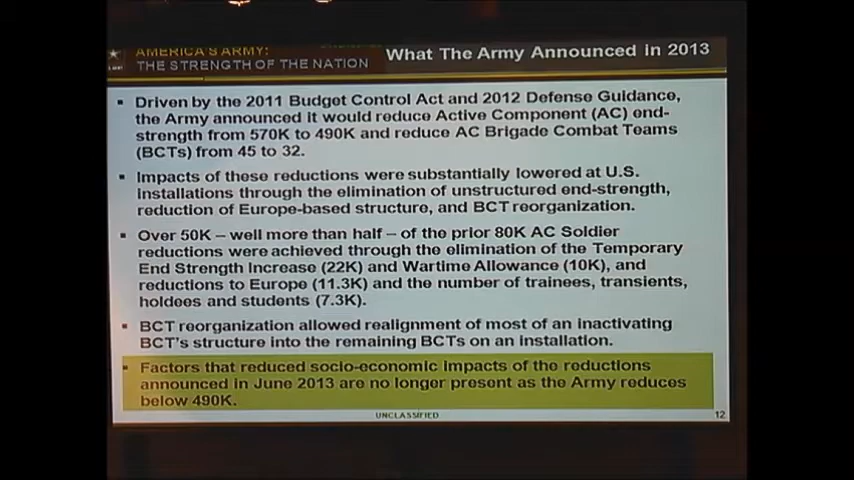 AMERICA'S ARMY:
THE STRENGTH OF THE NATION
What The Army Announced in 2013
▪ Driven by the 2011 Budget Control Act and 2012 Defense Guidance,
the Army announced it would reduce Active Component (AC) end-
strength from 570K to 490K and reduce AC Brigade Combat Teams
(BCTs) from 45 to 32.
▪ Impacts of these reductions were substantially lowered at U.S.
installations through the elimination of unstructured end-strength,
reduction of Europe-based structure, and BCT reorganization.
▪ Over 50K – well more than half – of the prior 80K AC Soldier
reductions were achieved through the elimination of the Temporary
End Strength Increase (22K) and Wartime Allowance (10K), and
reductions to Europe (11.3K) and the number of trainees, transients,
holdees and students (7.3K).
▪ BCT reorganization allowed realignment of most of an inactivating
BCT's structure into the remaining BCTs on an installation.
▪ Factors that reduced socio-economic impacts of the reductions
announced in June 2013 are no longer present as the Army reduces
below 490K.
UNCLASSIFIED
12